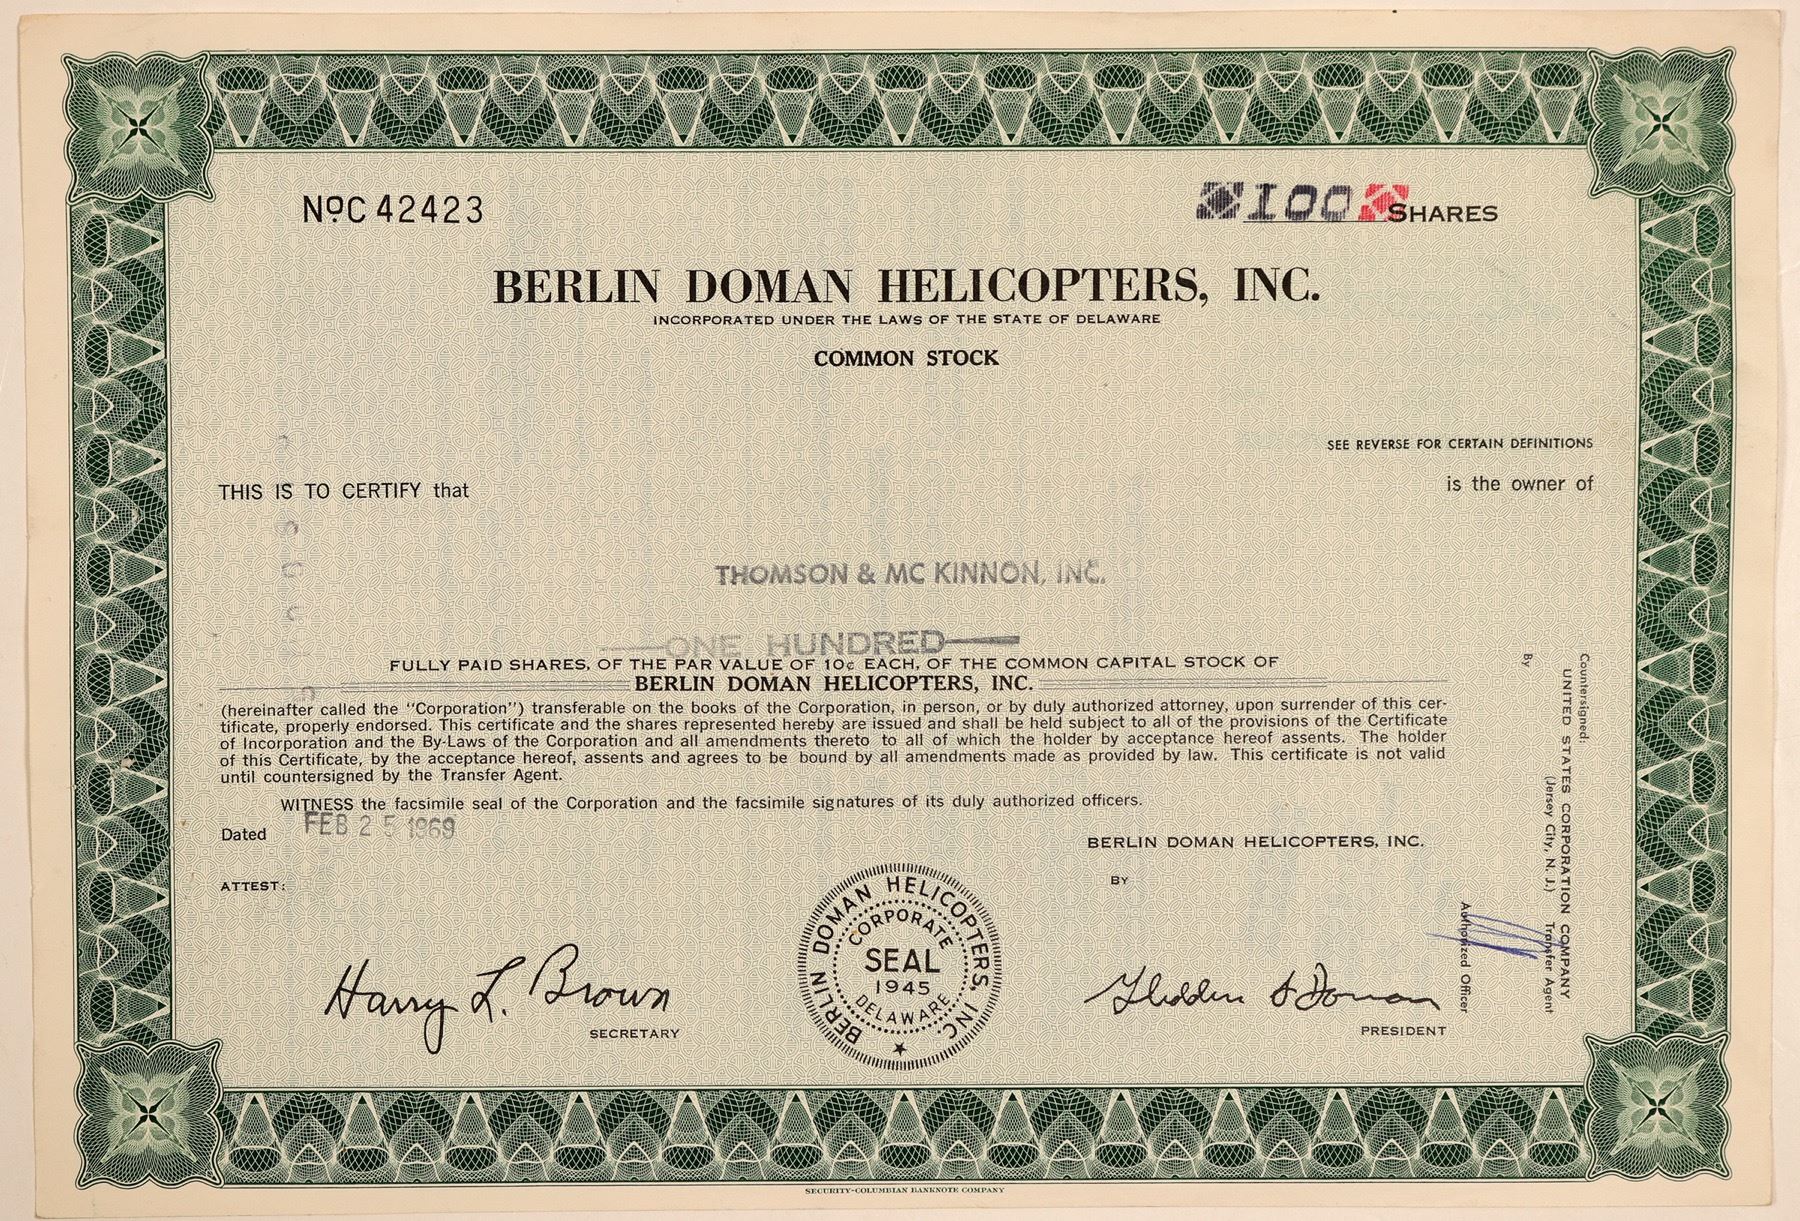 NºC 42423
100 SHARES
BERLIN DOMAN HELICOPTERS, INC.
INCORPORATED UNDER THE LAWS OF THE STATE OF DELAWARE
COMMON STOCK
SEE REVERSE FOR CERTAIN DEFINITIONS
THIS IS TO CERTIFY that
is the owner of
THOMSON & MC KINNON, INC.
ONE HUNDRED
FULLY PAID SHARES, OF THE PAR VALUE OF 10¢ EACH, OF THE COMMON CAPITAL STOCK OF
BERLIN DOMAN HELICOPTERS, INC.
(hereinafter called the "Corporation") transferable on the books of the Corporation, in person, or by duly authorized attorney, upon surrender of this cer-
tificate, properly endorsed. This certificate and the shares represented hereby are issued and shall be held subject to all of the provisions of the Certificate
of Incorporation and the By-Laws of the Corporation and all amendments thereto to all of which the holder by acceptance hereof assents. The holder
of this Certificate, by the acceptance hereof, assents and agrees to be bound by all amendments made as provided by law. This certificate is not valid
until countersigned by the Transfer Agent.
WITNESS the facsimile seal of the Corporation and the facsimile signatures of its duly authorized officers.
Dated FEB 25 1969
BERLIN DOMAN HELICOPTERS, INC.
ATTEST:
BY
Harry L. Brown
SECRETARY
BERLIN DOMAN HELICOPTERS, INC.
CORPORATE
SEAL
1945
DELAWARE
Glidden S Doman
PRESIDENT
Countersigned:
UNITED STATES CORPORATION COMPANY
(Jersey City, N. J.) Transfer Agent
By
Authorized Officer
SECURITY-COLUMBIAN BANKNOTE COMPANY